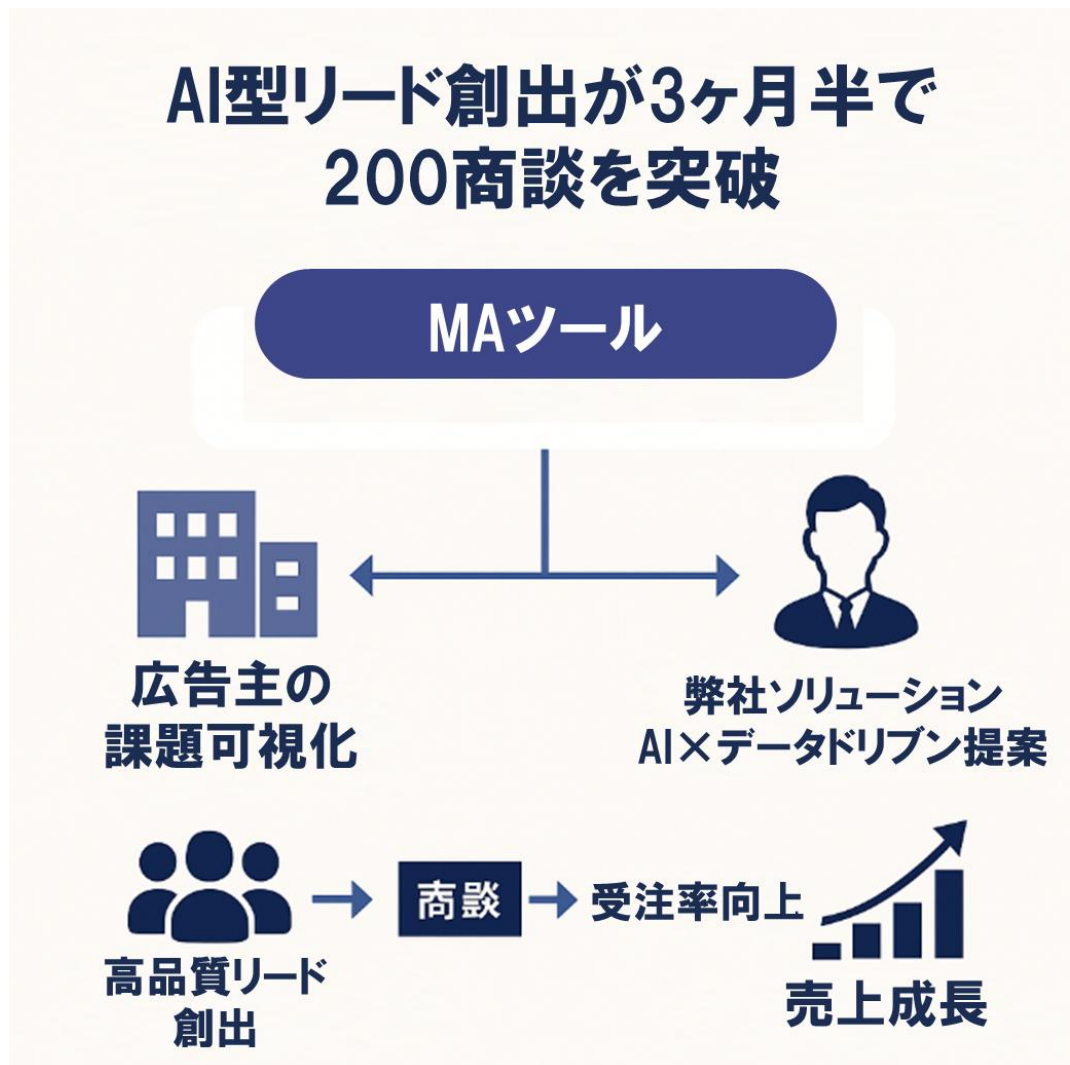 AI型リード創出が3ヶ月半で
200商談を突破
MAツール
広告主の
課題可視化
弊社ソリューション
AI×データドリブン提案
高品質リード
創出
商談
受注率向上
売上成長